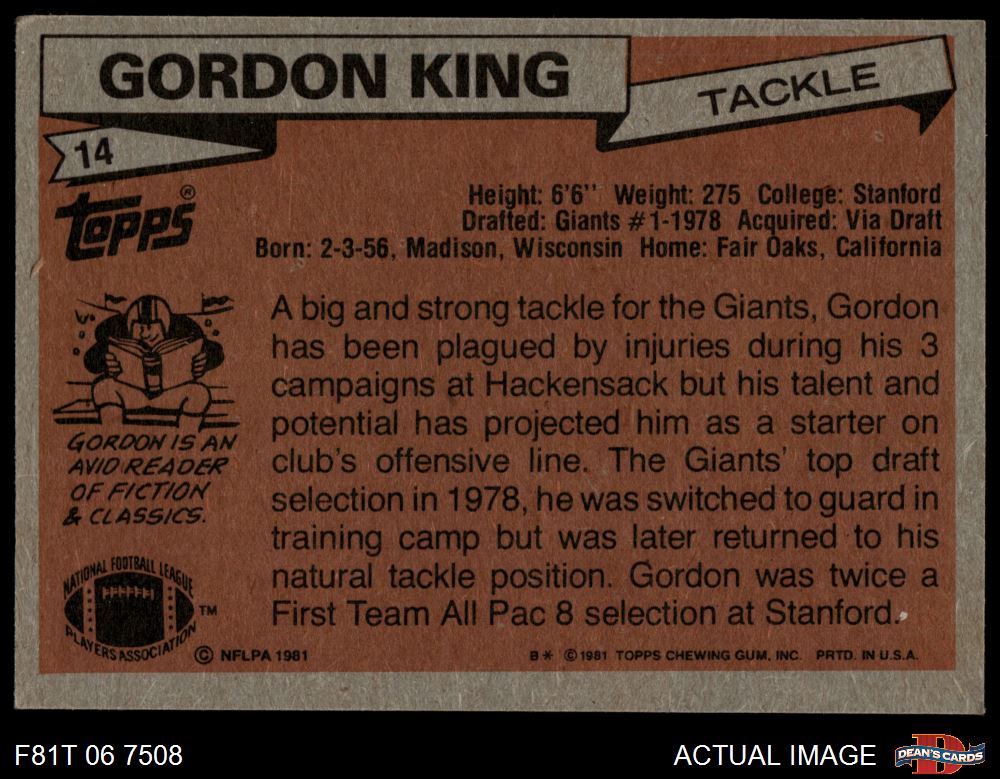 GORDON KING
TACKLE
14
Topps®
Height: 6'6'' Weight: 275 College: Stanford
Drafted: Giants #1-1978 Acquired: Via Draft
Born: 2-3-56, Madison, Wisconsin Home: Fair Oaks, California
A big and strong tackle for the Giants, Gordon
has been plagued by injuries during his 3
campaigns at Hackensack but his talent and
potential has projected him as a starter on
club's offensive line. The Giants' top draft
selection in 1978, he was switched to guard in
training camp but was later returned to his
natural tackle position. Gordon was twice a
First Team All Pac 8 selection at Stanford.
GORDON IS AN
AVID READER
OF FICTION
& CLASSICS.
NATIONAL FOOTBALL LEAGUE
PLAYERS ASSOCIATION
TM
© NFLPA 1981
B* © 1981 TOPPS CHEWING GUM, INC. PRTD. IN U.S.A.
F81T 06 7508
ACTUAL IMAGE
DEAN'S CARDS